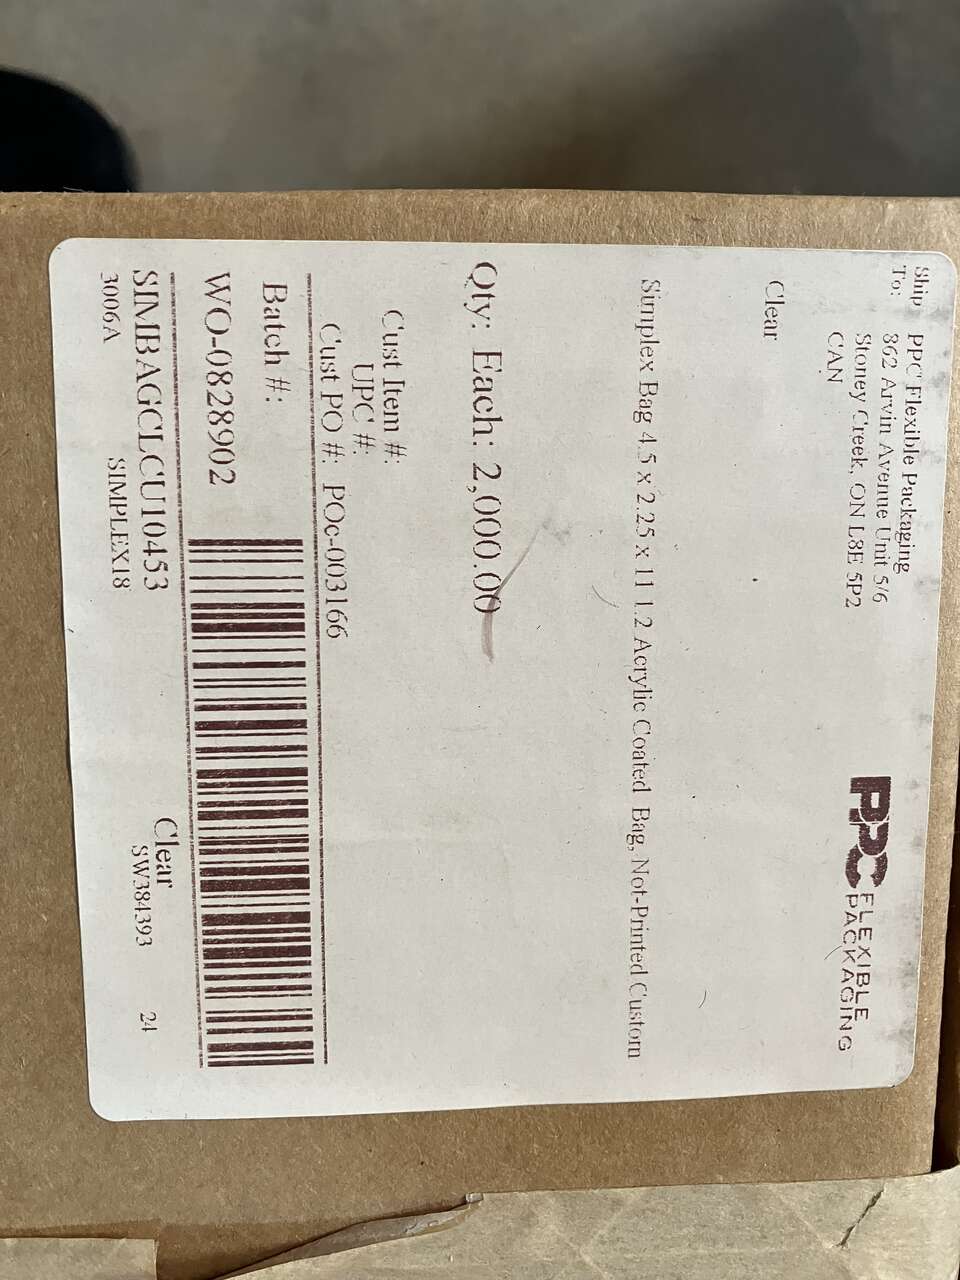 Ship
To:
PPC Flexible Packaging
862 Arvin Avenue Unit 5/6
Stoney Creek, ON L8E 5P2
CAN
PPC FLEXIBLE
PACKAGING
Clear
Simplex Bag 4.5 x 2.25 x 11 1.2 Acrylic Coated Bag, Not-Printed Custom
Qty: Each: 2,000.00
Cust Item #:
UPC #:
Cust PO #: POc-003166
Batch #:
WO-0828902
SIMBAGCLCU10453 Clear
3006A SIMPLEX18 SW384393 24